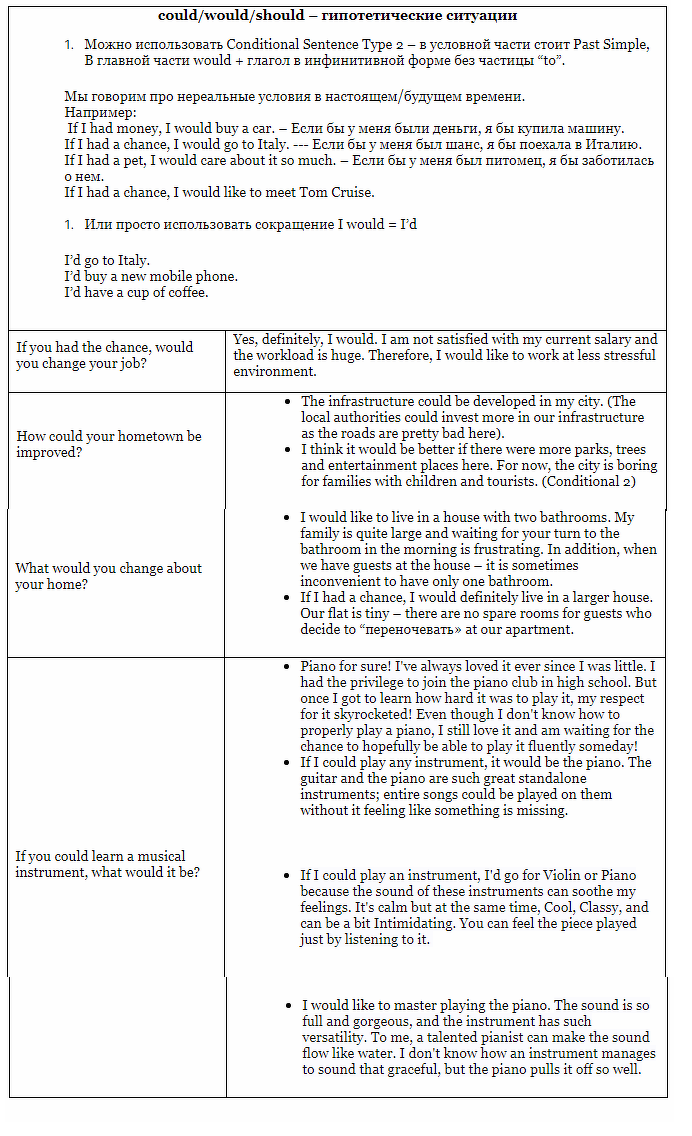 could/would/should – гипотетические ситуации
1. Можно использовать Conditional Sentence Type 2 – в условной части стоит Past Simple,
В главной части would + глагол в инфинитивной форме без частицы “to”.
Мы говорим про нереальные условия в настоящем/будущем времени.
Например:
If I had money, I would buy a car. – Если бы у меня были деньги, я бы купила машину.
If I had a chance, I would go to Italy. --- Если бы у меня был шанс, я бы поехала в Италию.
If I had a pet, I would care about it so much. – Если бы у меня был питомец, я бы заботилась
о нем.
If I had a chance, I would like to meet Tom Cruise.
1. Или просто использовать сокращение I would = I’d
I’d go to Italy.
I’d buy a new mobile phone.
I’d have a cup of coffee.
If you had the chance, would
you change your job?
Yes, definitely, I would. I am not satisfied with my current salary and
the workload is huge. Therefore, I would like to work at less stressful
environment.
How could your hometown be
improved?
• The infrastructure could be developed in my city. (The
local authorities could invest more in our infrastructure
as the roads are pretty bad here).
• I think it would be better if there were more parks, trees
and entertainment places here. For now, the city is boring
for families with children and tourists. (Conditional 2)
What would you change about
your home?
• I would like to live in a house with two bathrooms. My
family is quite large and waiting for your turn to the
bathroom in the morning is frustrating. In addition, when
we have guests at the house – it is sometimes
inconvenient to have only one bathroom.
• If I had a chance, I would definitely live in a larger house.
Our flat is tiny – there are no spare rooms for guests who
decide to “переночевать» at our apartment.
If you could learn a musical
instrument, what would it be?
• Piano for sure! I've always loved it ever since I was little. I
had the privilege to join the piano club in high school. But
once I got to learn how hard it was to play it, my respect
for it skyrocketed! Even though I don't know how to
properly play a piano, I still love it and am waiting for the
chance to hopefully be able to play it fluently someday!
• If I could play any instrument, it would be the piano. The
guitar and the piano are such great standalone
instruments; entire songs could be played on them
without it feeling like something is missing.
• If I could play an instrument, I'd go for Violin or Piano
because the sound of these instruments can soothe my
feelings. It's calm but at the same time, Cool, Classy, and
can be a bit Intimidating. You can feel the piece played
just by listening to it.
• I would like to master playing the piano. The sound is so
full and gorgeous, and the instrument has such
versatility. To me, a talented pianist can make the sound
flow like water. I don't know how an instrument manages
to sound that graceful, but the piano pulls it off so well.